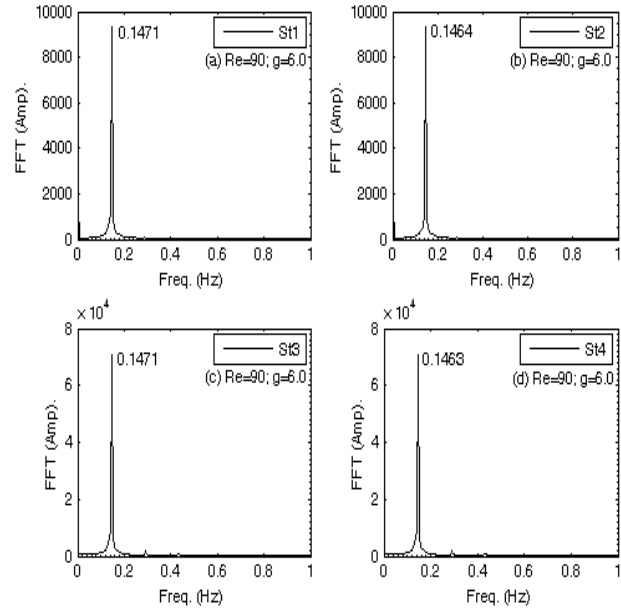 10000
8000
6000
4000
2000
0
FFT (Amp).
0.1471
St1
(a) Re=90; g=6.0
0 0.2 0.4 0.6 0.8 1
Freq. (Hz)
10000
8000
6000
4000
2000
0
FFT (Amp).
0.1464
St2
(b) Re=90; g=6.0
0 0.2 0.4 0.6 0.8 1
Freq. (Hz)
× 10⁴
8
6
4
2
0
FFT (Amp).
0.1471
St3
(c) Re=90; g=6.0
0 0.2 0.4 0.6 0.8 1
Freq. (Hz)
× 10⁴
8
6
4
2
0
FFT (Amp).
0.1463
St4
(d) Re=90; g=6.0
0 0.2 0.4 0.6 0.8 1
Freq. (Hz)